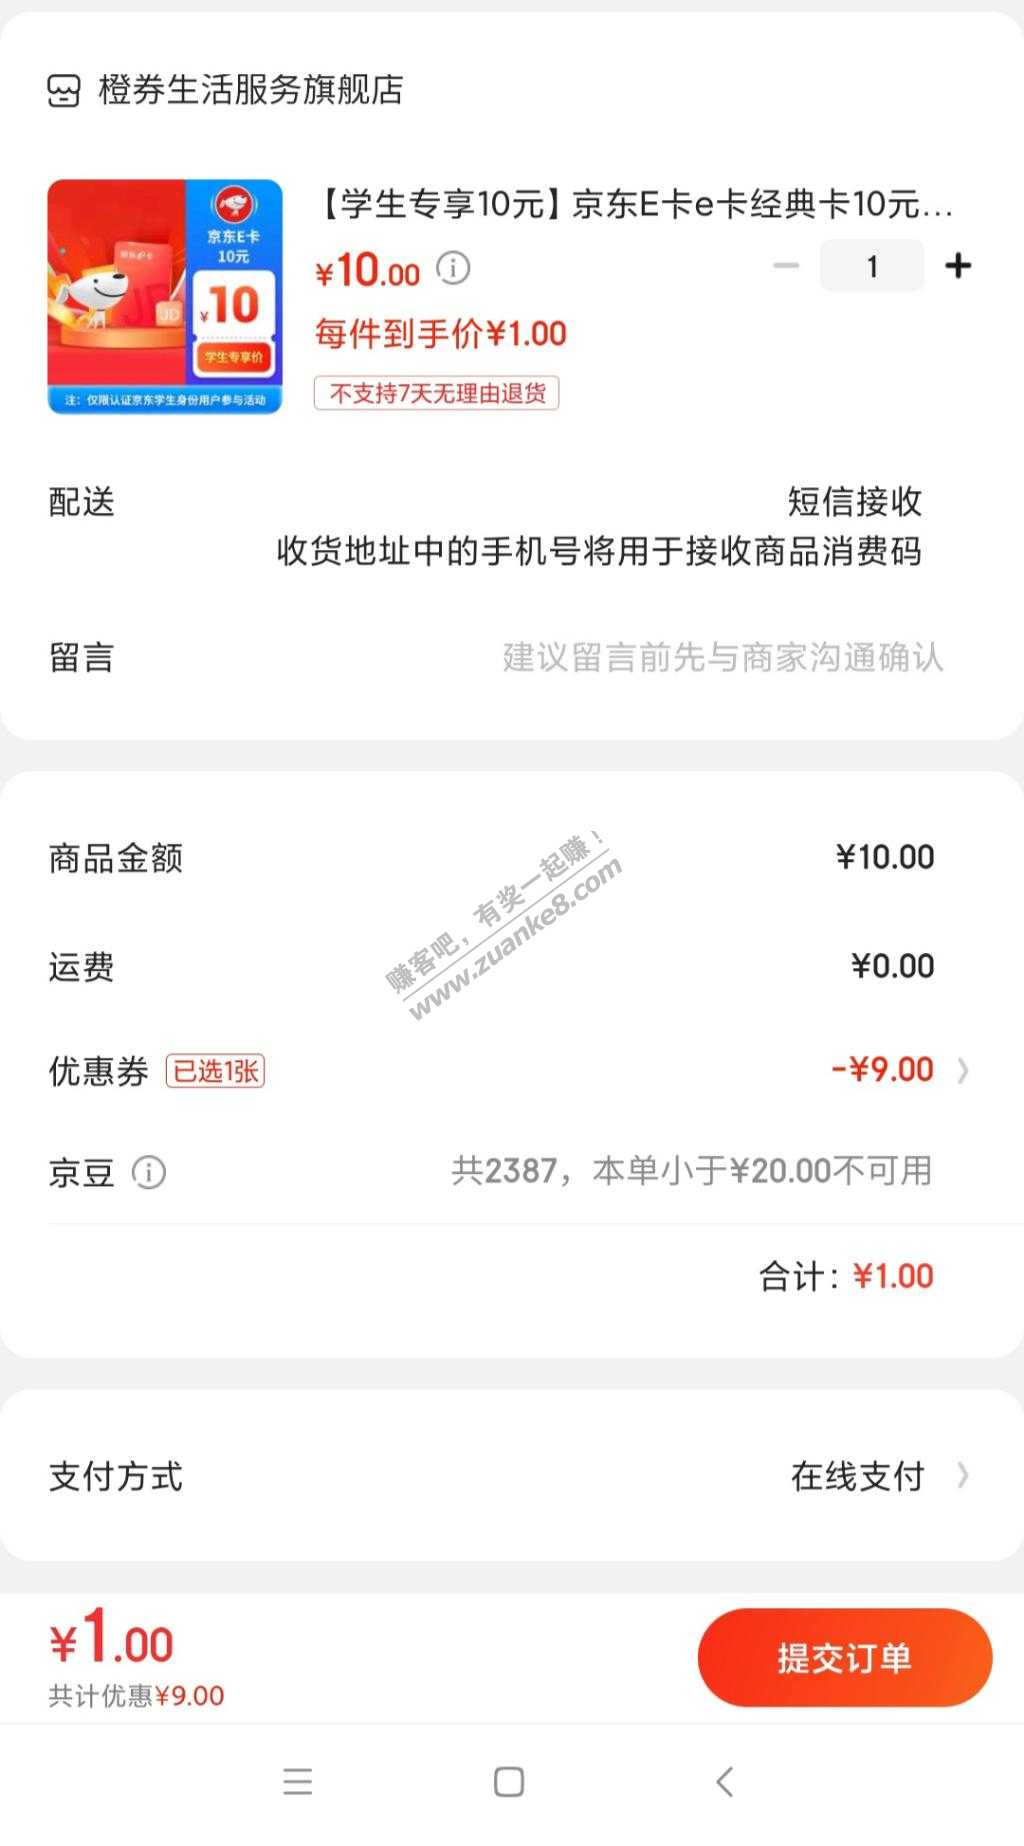 橙券生活服务旗舰店
【学生专享10元】京东E卡e卡经典卡10元...
京东E卡
10元
¥10
学生专享价
JD
注：仅限认证京东学生身份用户参与活动
¥10.00
1
每件到手价¥1.00
不支持7天无理由退货
配送
短信接收
收货地址中的手机号将用于接收商品消费码
留言
建议留言前先与商家沟通确认
商品金额
¥10.00
赚客吧，有奖一起赚！
www.zuanke8.com
运费
¥0.00
优惠券 已选1张
-¥9.00
京豆
共2387，本单小于¥20.00不可用
合计：¥1.00
支付方式
在线支付
¥1.00
共计优惠¥9.00
提交订单